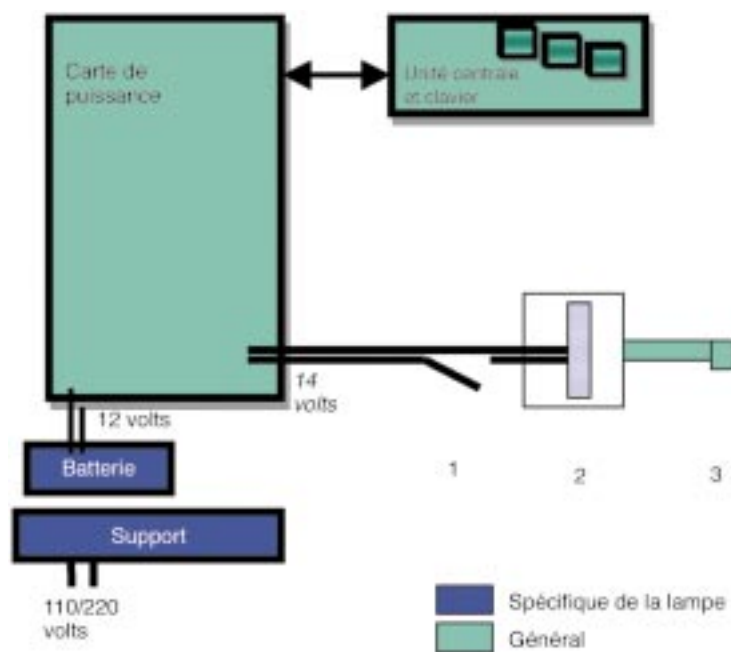 Carte de
puissance
Unité centrale
et clavier
14
volts
12 volts
Batterie
1
2
3
Support
110/220
volts
Spécifique de la lampe
Général